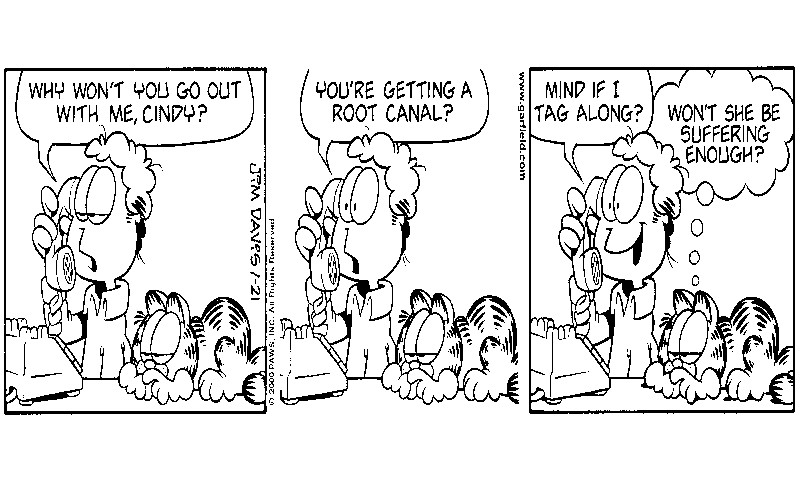 WHY WON'T YOU GO OUT
WITH ME, CINDY?
JIM DAVIS 1-21
© 2000 PAWS, INC. All Rights Reserved
YOU'RE GETTING A
ROOT CANAL?
www.garfield.com
MIND IF I
TAG ALONG?
WON'T SHE BE
SUFFERING
ENOUGH?